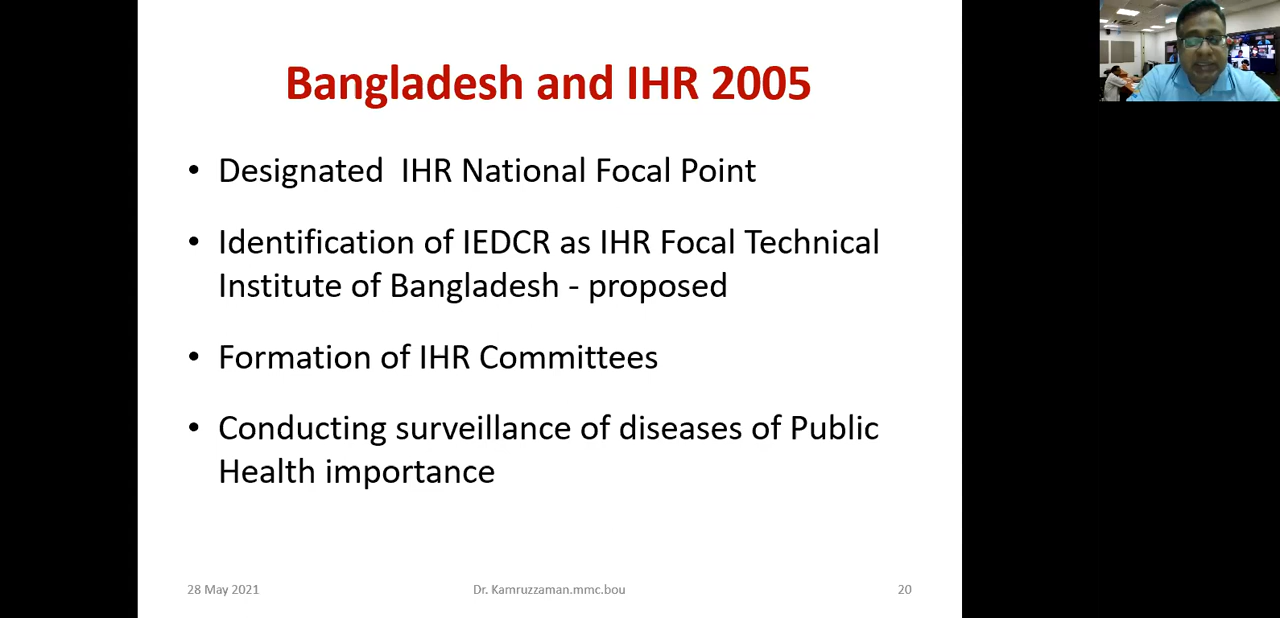 Bangladesh and IHR 2005
• Designated IHR National Focal Point
• Identification of IEDCR as IHR Focal Technical
Institute of Bangladesh - proposed
• Formation of IHR Committees
• Conducting surveillance of diseases of Public
Health importance
28 May 2021
Dr. Kamruzzaman.mmc.bou
20